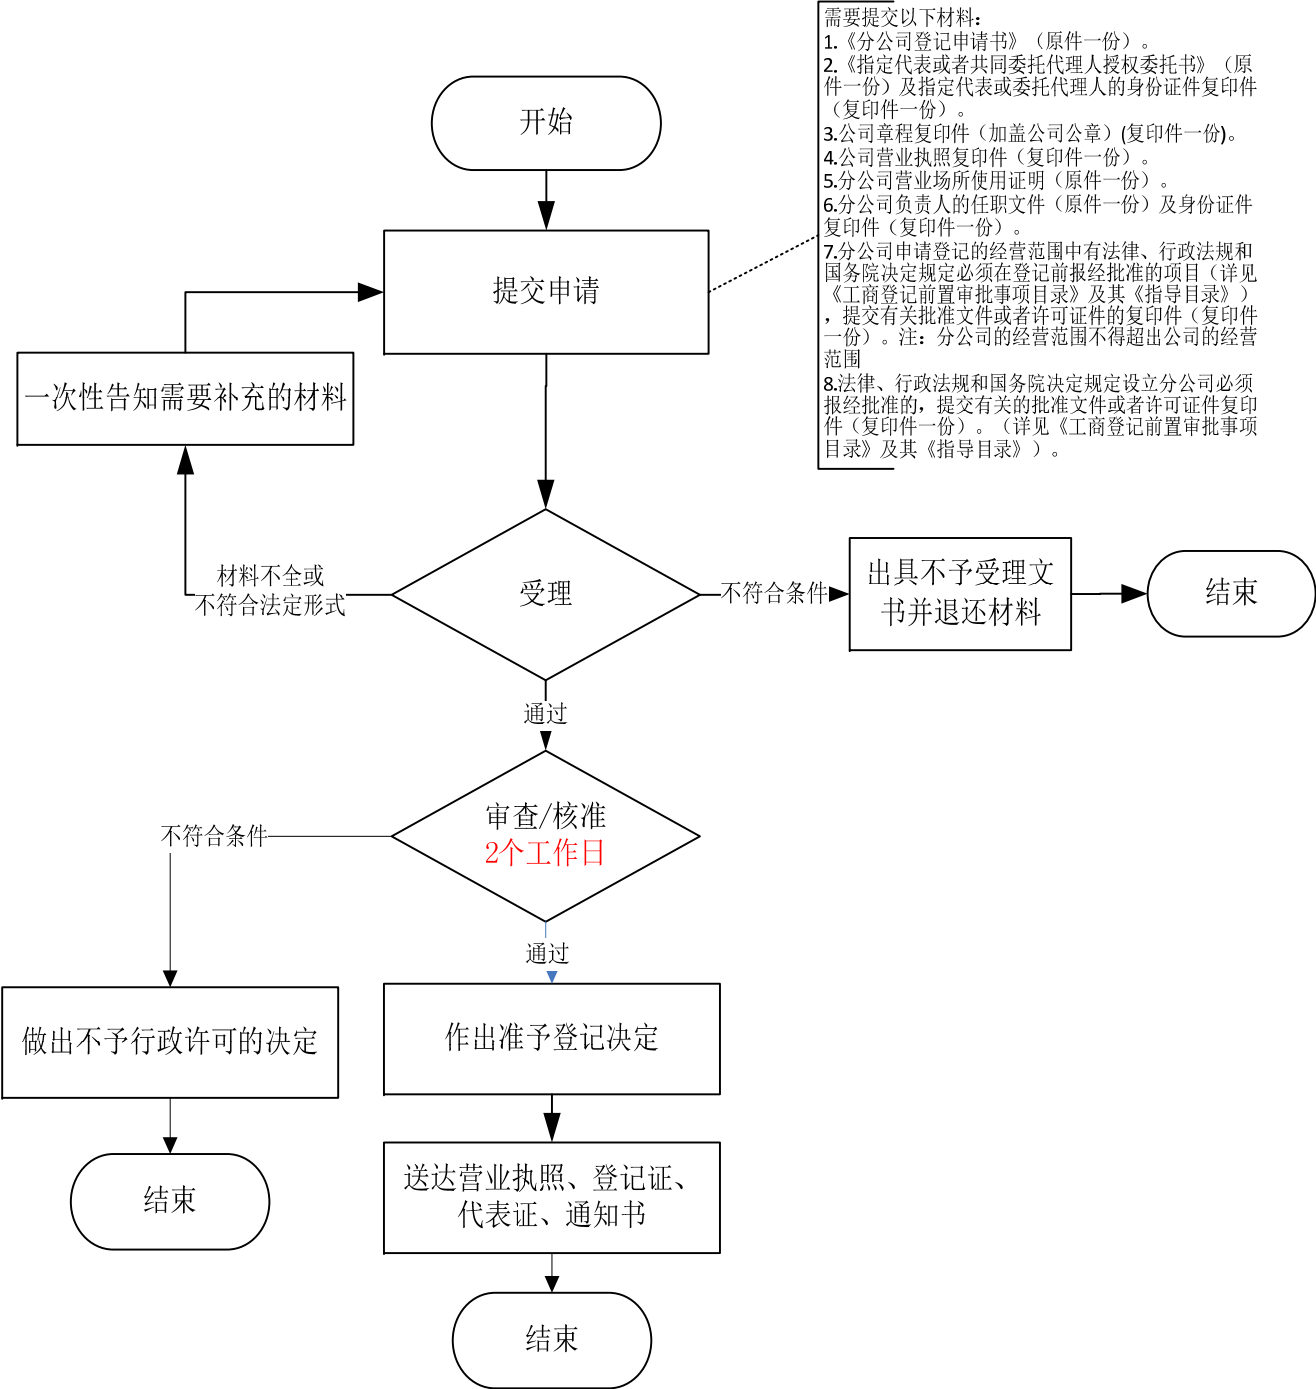 需要提交以下材料：
1.《分公司登记申请书》（原件一份）。
2.《指定代表或者共同委托代理人授权委托书》（原
件一份）及指定代表或委托代理人的身份证件复印件
（复印件一份）。
3.公司章程复印件（加盖公司公章）(复印件一份)。
4.公司营业执照复印件（复印件一份）。
5.分公司营业场所使用证明（原件一份）。
6.分公司负责人的任职文件（原件一份）及身份证件
复印件（复印件一份）。
7.分公司申请登记的经营范围中有法律、行政法规和
国务院决定规定必须在登记前报经批准的项目（详见
《工商登记前置审批事项目录》及其《指导目录》）
，提交有关批准文件或者许可证件的复印件（复印件
一份）。注：分公司的经营范围不得超出公司的经营
范围
8.法律、行政法规和国务院决定规定设立分公司必须
报经批准的，提交有关的批准文件或者许可证件复印
件（复印件一份）。（详见《工商登记前置审批事项
目录》及其《指导目录》）。
开始
提交申请
一次性告知需要补充的材料
材料不全或
不符合法定形式
受理
不符合条件
出具不予受理文
书并退还材料
结束
通过
审查/核准
2个工作日
不符合条件
通过
做出不予行政许可的决定
作出准予登记决定
结束
送达营业执照、登记证、
代表证、通知书
结束